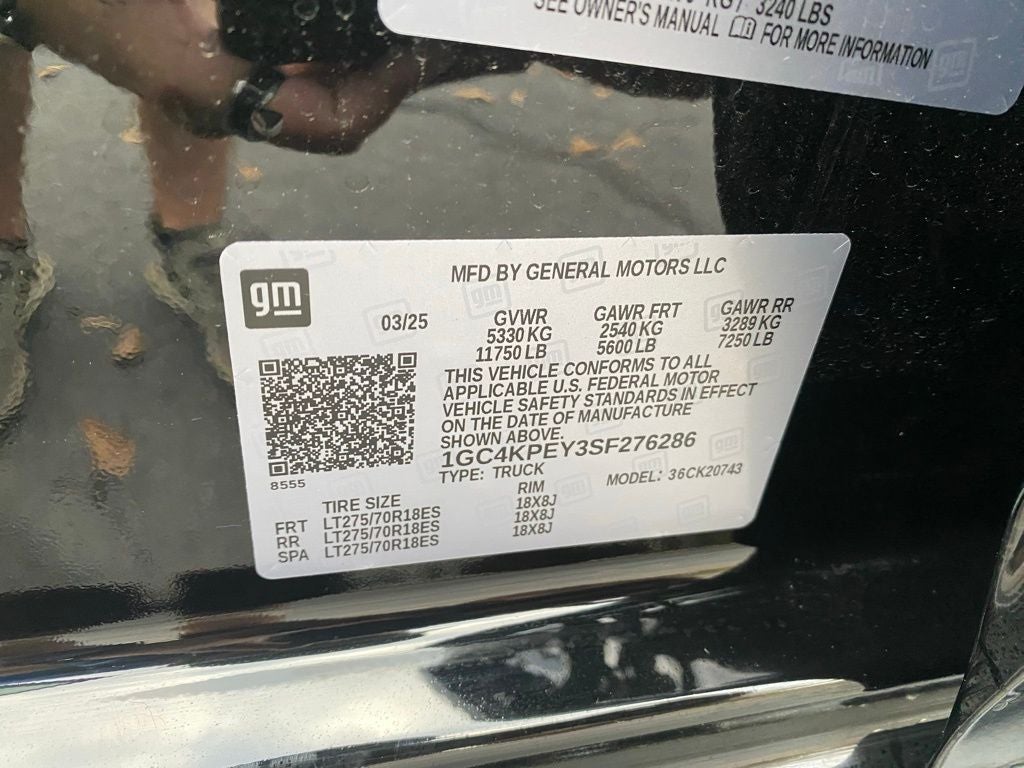 3240 LBS
SEE OWNER'S MANUAL FOR MORE INFORMATION
gm
MFD BY GENERAL MOTORS LLC
03/25 GVWR GAWR FRT GAWR RR
5330 KG 2540 KG 3289 KG
11750 LB 5600 LB 7250 LB
THIS VEHICLE CONFORMS TO ALL
APPLICABLE U.S. FEDERAL MOTOR
VEHICLE SAFETY STANDARDS IN EFFECT
ON THE DATE OF MANUFACTURE
SHOWN ABOVE.
1GC4KPEY3SF276286
8555
TYPE: TRUCK MODEL: 36CK20743
TIRE SIZE RIM
FRT LT275/70R18ES 18X8J
RR LT275/70R18ES 18X8J
SPA LT275/70R18ES 18X8J